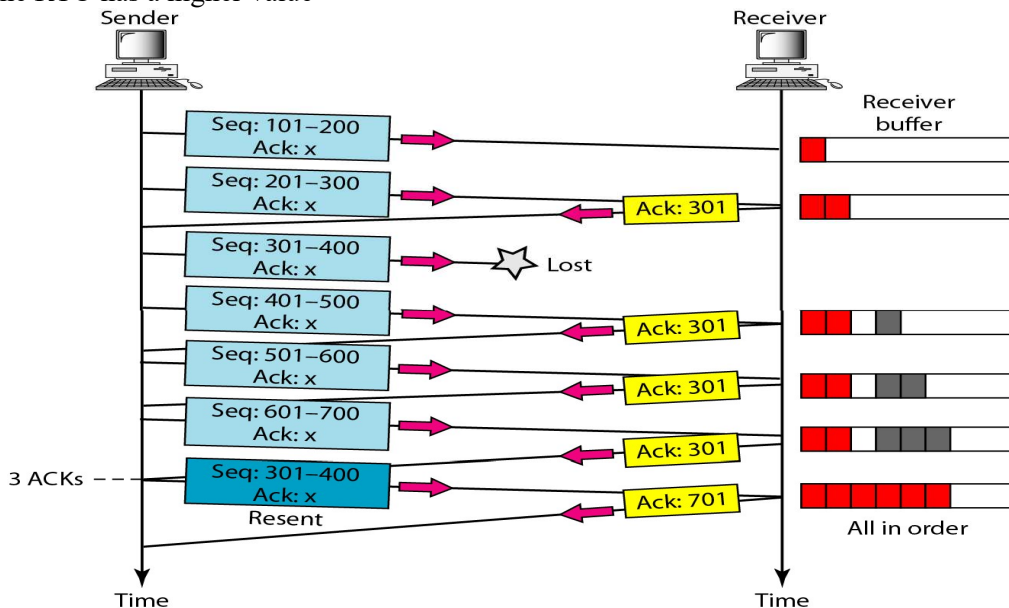 Sender
Receiver
Receiver
buffer
Seq: 101–200
Ack: x
Seq: 201–300
Ack: x
Ack: 301
Seq: 301–400
Ack: x
Lost
Seq: 401–500
Ack: x
Ack: 301
Seq: 501–600
Ack: x
Ack: 301
Seq: 601–700
Ack: x
Ack: 301
3 ACKs
Seq: 301–400
Ack: x
Resent
Ack: 701
All in order
Time
Time